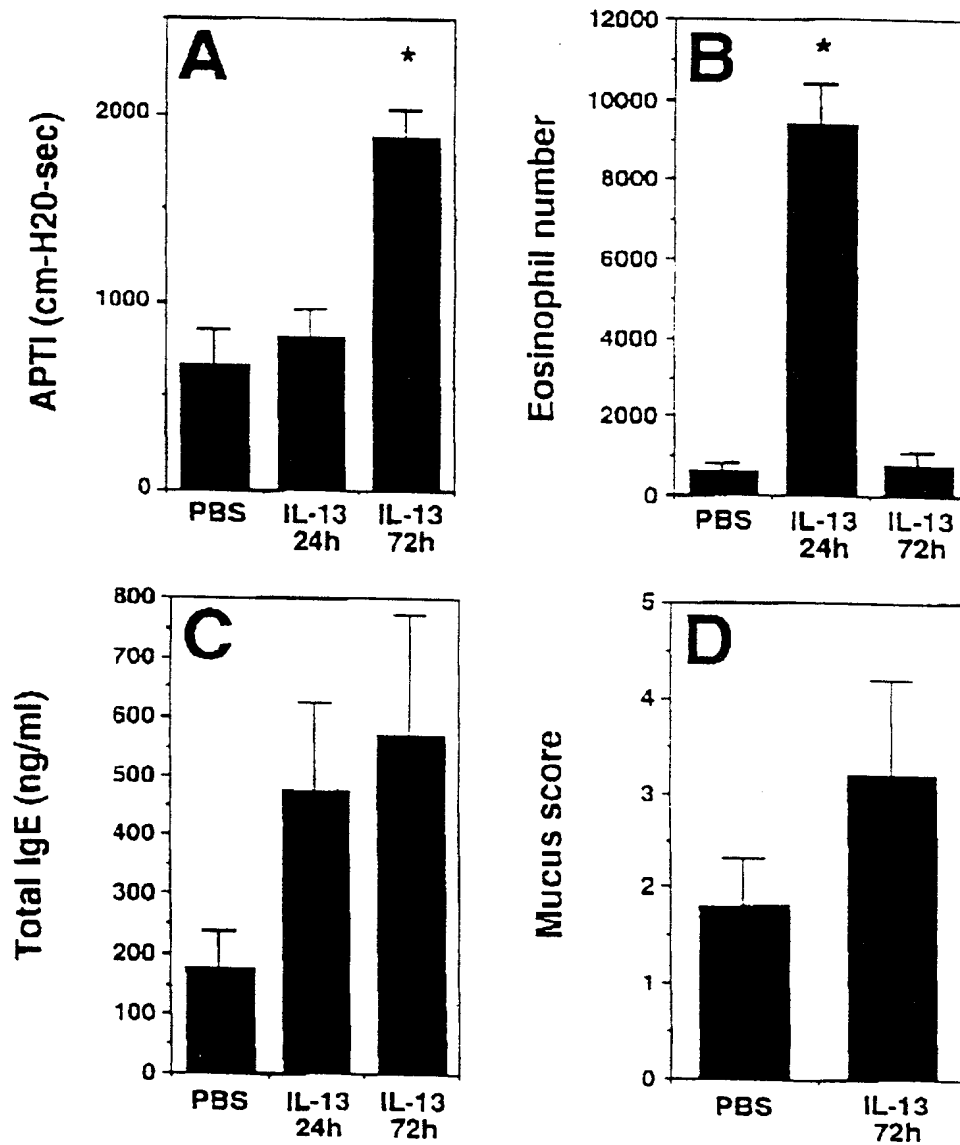 A
APTI (cm-H20-sec)
2000
1000
0
PBS
IL-13
24h
IL-13
72h
*
B
Eosinophil number
12000
10000
8000
6000
4000
2000
0
PBS
IL-13
24h
IL-13
72h
*
C
Total IgE (ng/ml)
800
700
600
500
400
300
200
100
0
PBS
IL-13
24h
IL-13
72h
D
Mucus score
5
4
3
2
1
0
PBS
IL-13
72h